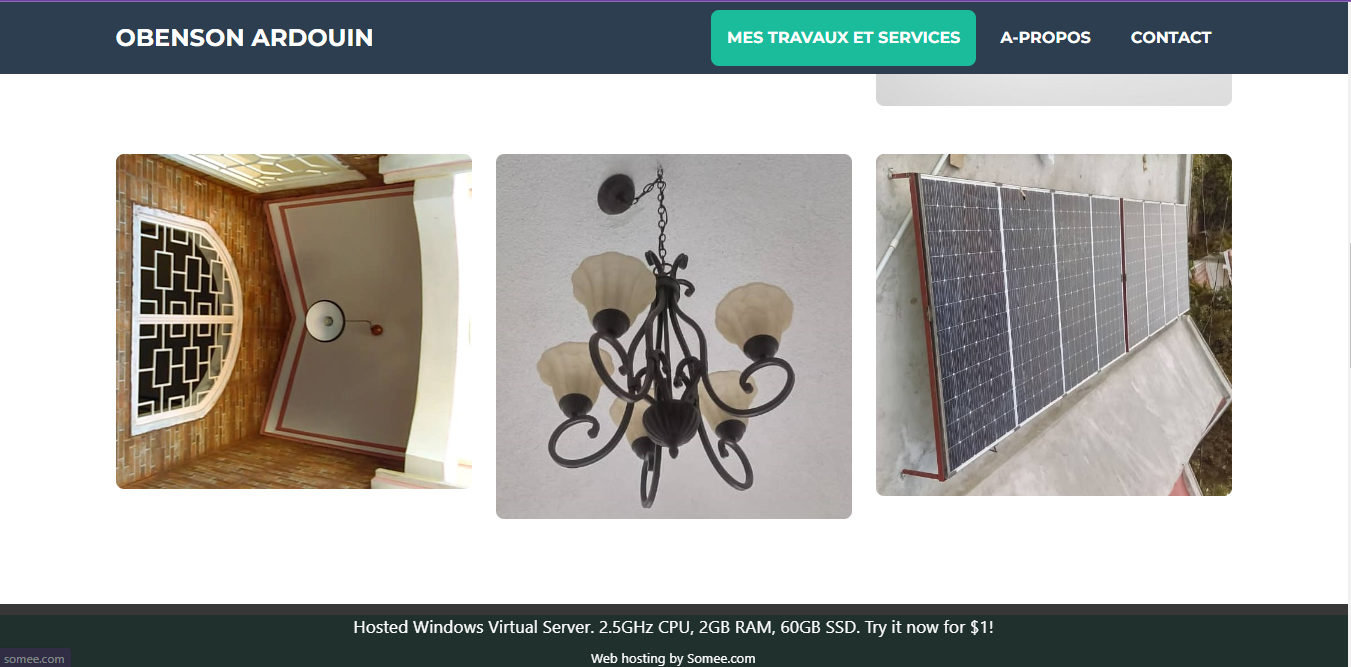 OBENSON ARDOUIN
MES TRAVAUX ET SERVICES
A-PROPOS
CONTACT
Hosted Windows Virtual Server. 2.5GHz CPU, 2GB RAM, 60GB SSD. Try it now for $1!
Web hosting by Somee.com
somee.com